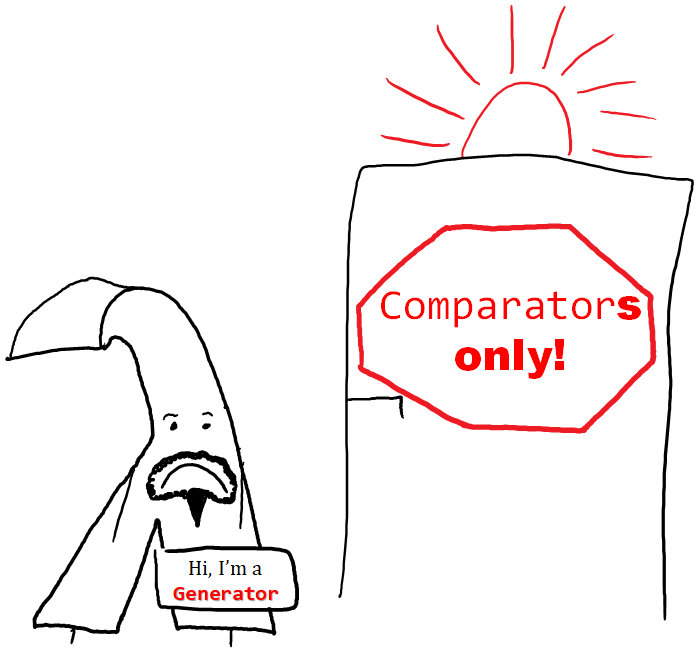 Comparators
only!
Hi, I'm a
Generator